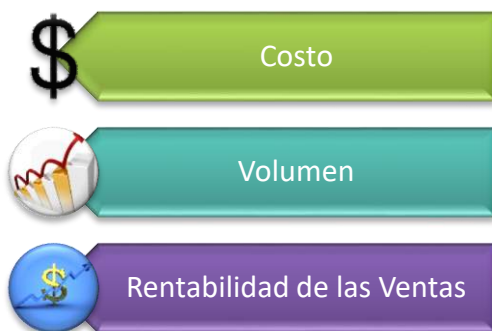 $ Costo
Volumen
$ Rentabilidad de las Ventas